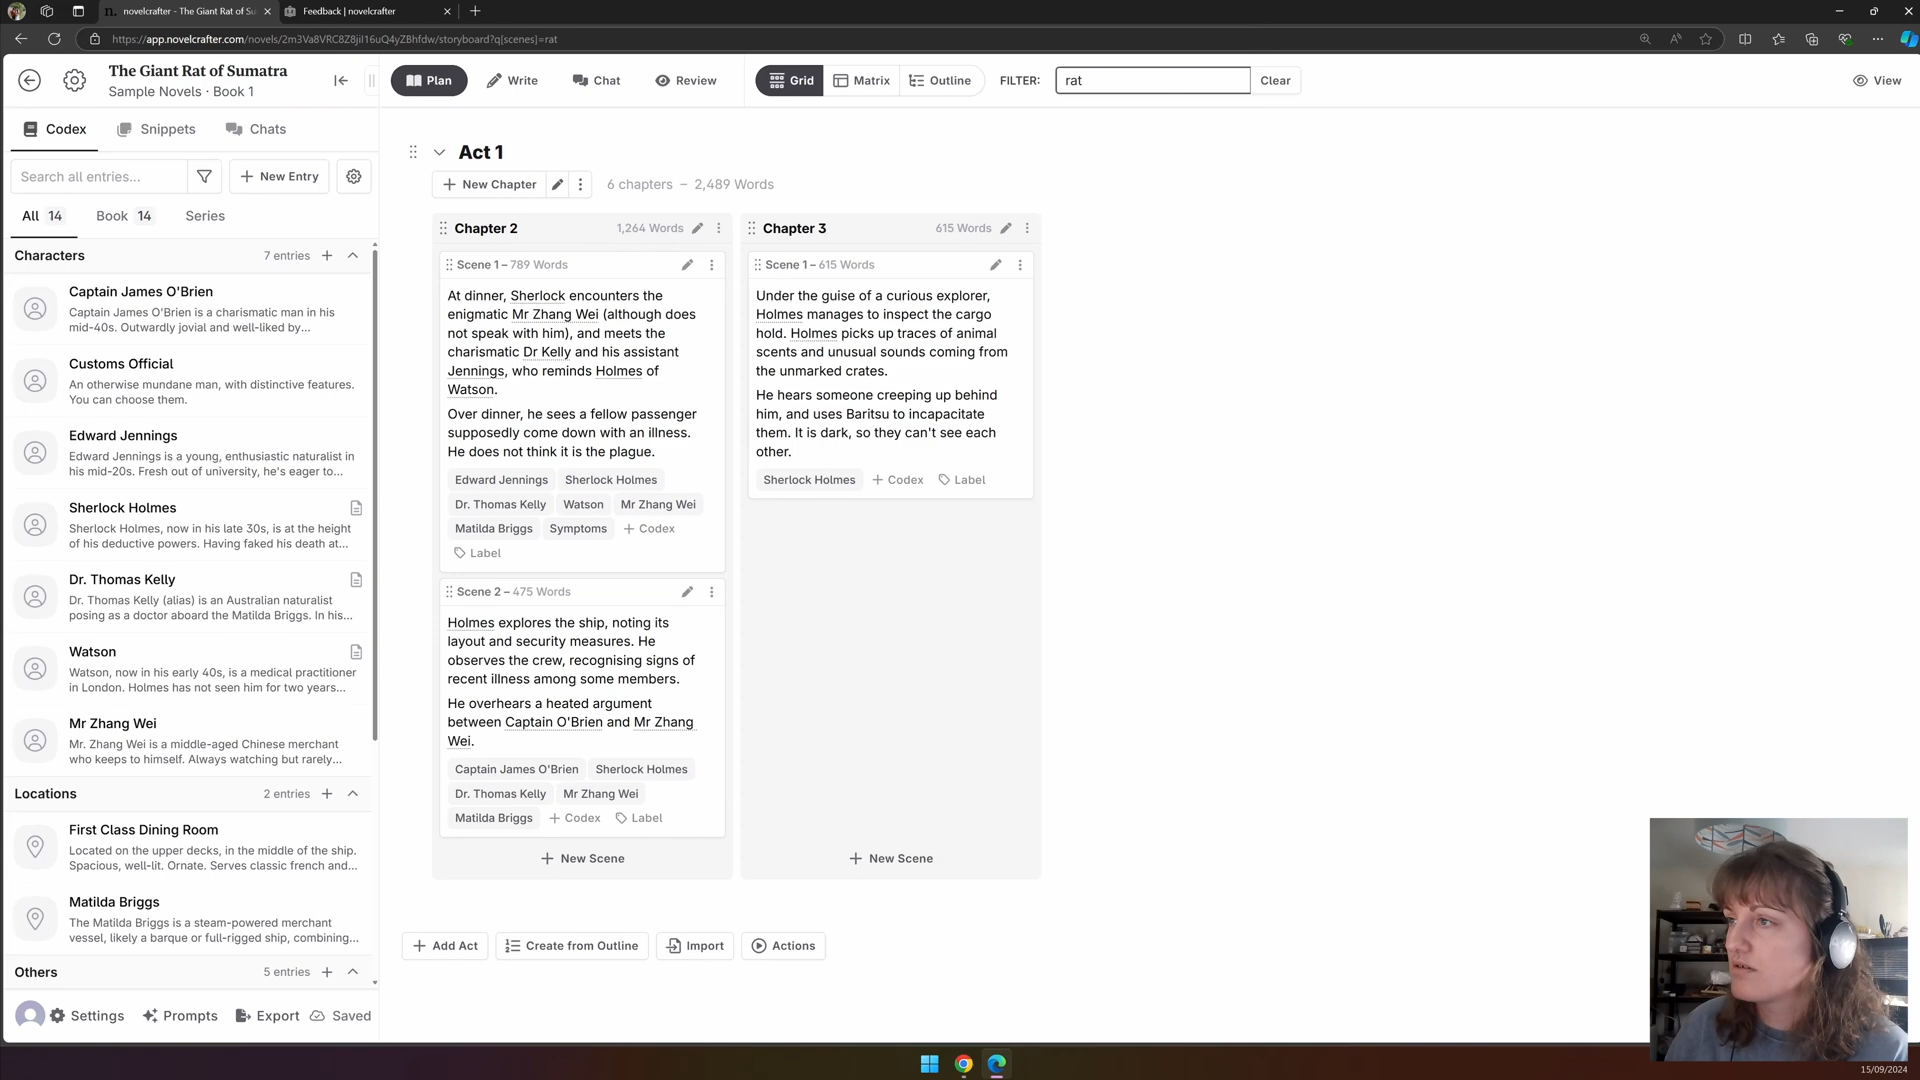 novelcrafter - The Giant Rat of Su
Feedback | novelcrafter
https://app.novelcrafter.com/novels/2m3Va8VRC8Z8jiI16uQ4yZBhfdw/storyboard?q[scenes]=rat
The Giant Rat of Sumatra
Sample Novels · Book 1
Plan
Write
Chat
Review
Grid
Matrix
Outline
FILTER:
rat
Clear
View
Codex
Snippets
Chats
Search all entries...
New Entry
All 14
Book 14
Series
Characters
7 entries
Captain James O'Brien
Captain James O'Brien is a charismatic man in his
mid-40s. Outwardly jovial and well-liked by...
Customs Official
An otherwise mundane man, with distinctive features.
You can choose them.
Edward Jennings
Edward Jennings is a young, enthusiastic naturalist in
his mid-20s. Fresh out of university, he's eager to...
Sherlock Holmes
Sherlock Holmes, now in his late 30s, is at the height
of his deductive powers. Having faked his death at...
Dr. Thomas Kelly
Dr. Thomas Kelly (alias) is an Australian naturalist
posing as a doctor aboard the Matilda Briggs. In his...
Watson
Watson, now in his early 40s, is a medical practitioner
in London. Holmes has not seen him for two years...
Mr Zhang Wei
Mr. Zhang Wei is a middle-aged Chinese merchant
who keeps to himself. Always watching but rarely...
Locations
2 entries
First Class Dining Room
Located on the upper decks, in the middle of the ship.
Spacious, well-lit. Ornate. Serves classic french and...
Matilda Briggs
The Matilda Briggs is a steam-powered merchant
vessel, likely a barque or full-rigged ship, combining...
Others
5 entries
Settings
Prompts
Export
Saved
Act 1
New Chapter
6 chapters – 2,489 Words
Chapter 2
1,264 Words
Scene 1 – 789 Words
At dinner, Sherlock encounters the
enigmatic Mr Zhang Wei (although does
not speak with him), and meets the
charismatic Dr Kelly and his assistant
Jennings, who reminds Holmes of
Watson.
Over dinner, he sees a fellow passenger
supposedly come down with an illness.
He does not think it is the plague.
Edward Jennings
Sherlock Holmes
Dr. Thomas Kelly
Watson
Mr Zhang Wei
Matilda Briggs
Symptoms
Codex
Label
Scene 2 – 475 Words
Holmes explores the ship, noting its
layout and security measures. He
observes the crew, recognising signs of
recent illness among some members.
He overhears a heated argument
between Captain O'Brien and Mr Zhang
Wei.
Captain James O'Brien
Sherlock Holmes
Dr. Thomas Kelly
Mr Zhang Wei
Matilda Briggs
Codex
Label
New Scene
Chapter 3
615 Words
Scene 1 – 615 Words
Under the guise of a curious explorer,
Holmes manages to inspect the cargo
hold. Holmes picks up traces of animal
scents and unusual sounds coming from
the unmarked crates.
He hears someone creeping up behind
him, and uses Baritsu to incapacitate
them. It is dark, so they can't see each
other.
Sherlock Holmes
Codex
Label
New Scene
Add Act
Create from Outline
Import
Actions
15/09/2024